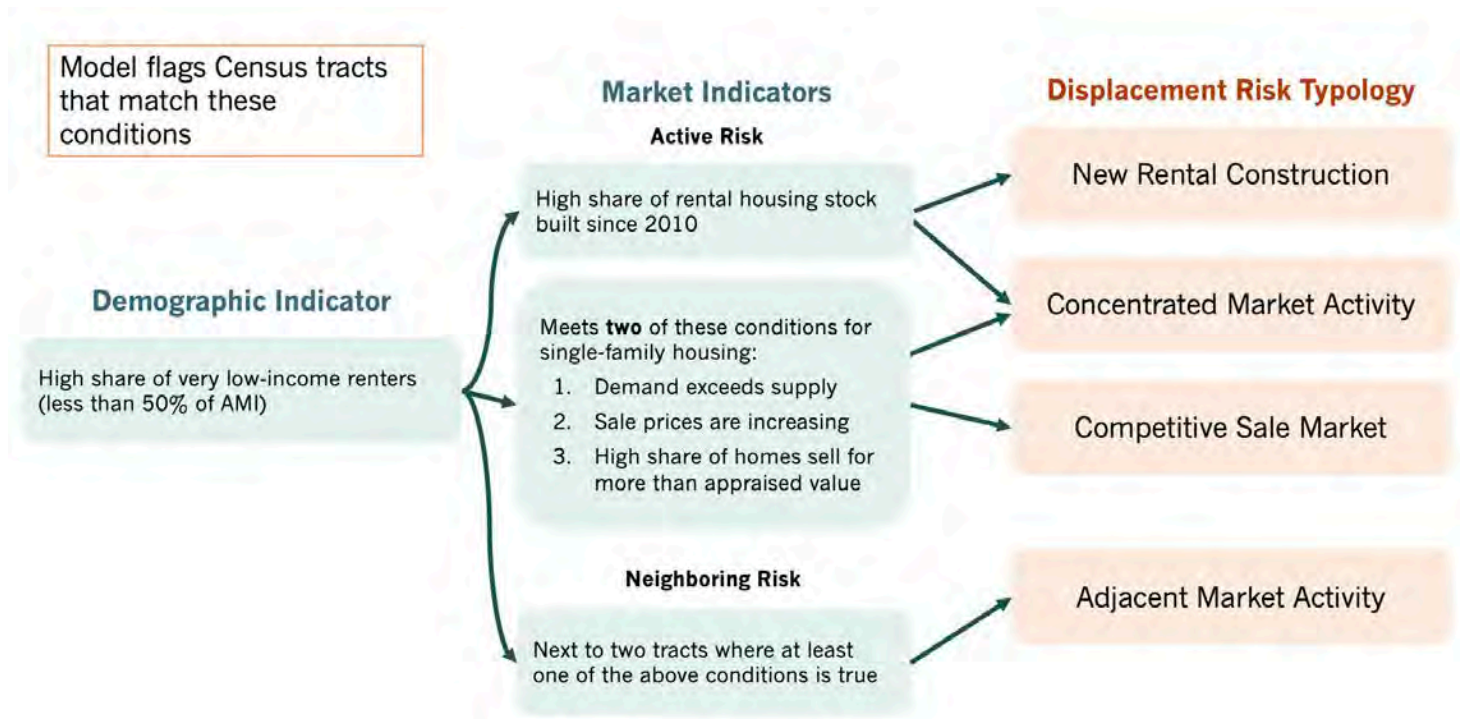 Model flags Census tracts
that match these
conditions
Demographic Indicator
High share of very low-income renters
(less than 50% of AMI)
Market Indicators
Active Risk
High share of rental housing stock
built since 2010
Meets two of these conditions for
single-family housing:
1. Demand exceeds supply
2. Sale prices are increasing
3. High share of homes sell for
more than appraised value
Neighboring Risk
Next to two tracts where at least
one of the above conditions is true
Displacement Risk Typology
New Rental Construction
Concentrated Market Activity
Competitive Sale Market
Adjacent Market Activity